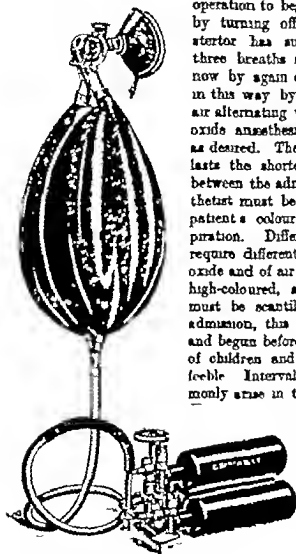 operation to be
by turning off
stertor has su
three breaths
now by again
in this way by
air alternating
oxide anæsthes
as desired. The
lasts the shorte
between the adm
thetist must be
patient s colour
piration. Differ
require different
oxide and of air
high-coloured, a
must be scantil
admission, this
and begun before
of children and
feeble Interval
monly arise in t